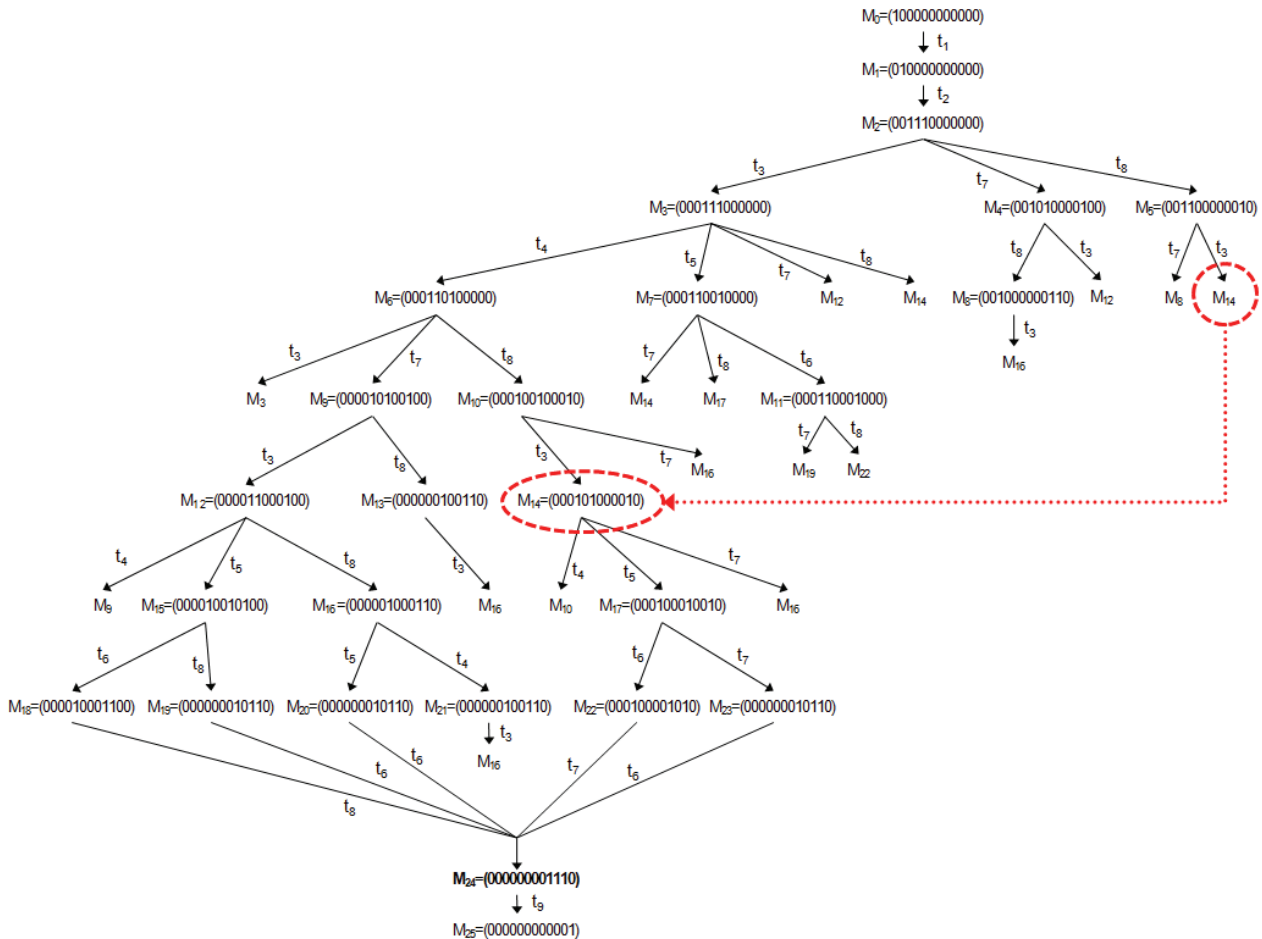 M₀=(100000000000)
t₁
M₁=(010000000000)
t₂
M₂=(001110000000)
t₃ t₇ t₈
M₃=(000111000000) M₄=(001010000100) M₅=(001100000010)
t₄ t₅ t₇ t₈ t₈ t₃ t₇ t₃
M₆=(000110100000) M₇=(000110010000) M₁₂ M₁₄ M₈=(001000000110) M₁₂ M₈ M₁₄
t₃ t₇ t₈ t₇ t₈ t₆ t₃
M₁₆
M₃ M₉=(000010100100) M₁₀=(000100100010) M₁₄ M₁₇ M₁₁=(000110001000)
t₃ t₈ t₃ t₇ t₇ t₈
M₁₆ M₁₉ M₂₂
M₁₂=(000011000100) M₁₃=(000000100110) M₁₄=(000101000010)
t₄ t₅ t₈ t₃ t₄ t₅ t₇
M₉ M₁₅=(000010010100) M₁₆=(000001000110) M₁₆ M₁₀ M₁₇=(000100010010) M₁₆
t₆ t₈ t₅ t₄ t₆ t₇
M₁₈=(000010001100) M₁₉=(000000010110) M₂₀=(000000010110) M₂₁=(000000100110) M₂₂=(000100001010) M₂₃=(000000010110)
t₃
M₁₆
t₈ t₆ t₆ t₇ t₆
M₂₄=(000000001110)
t₉
M₂₅=(000000000001)